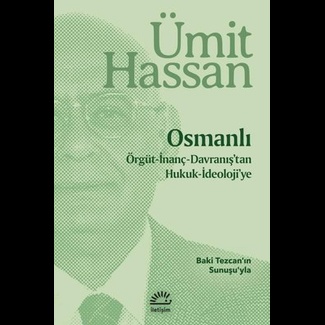 Ümit
Hassan
Osmanlı
Örgüt-İnanç-Davranış'tan
Hukuk-İdeoloji'ye
Baki Tezcan'ın
Sunuşu'yla
iletişim